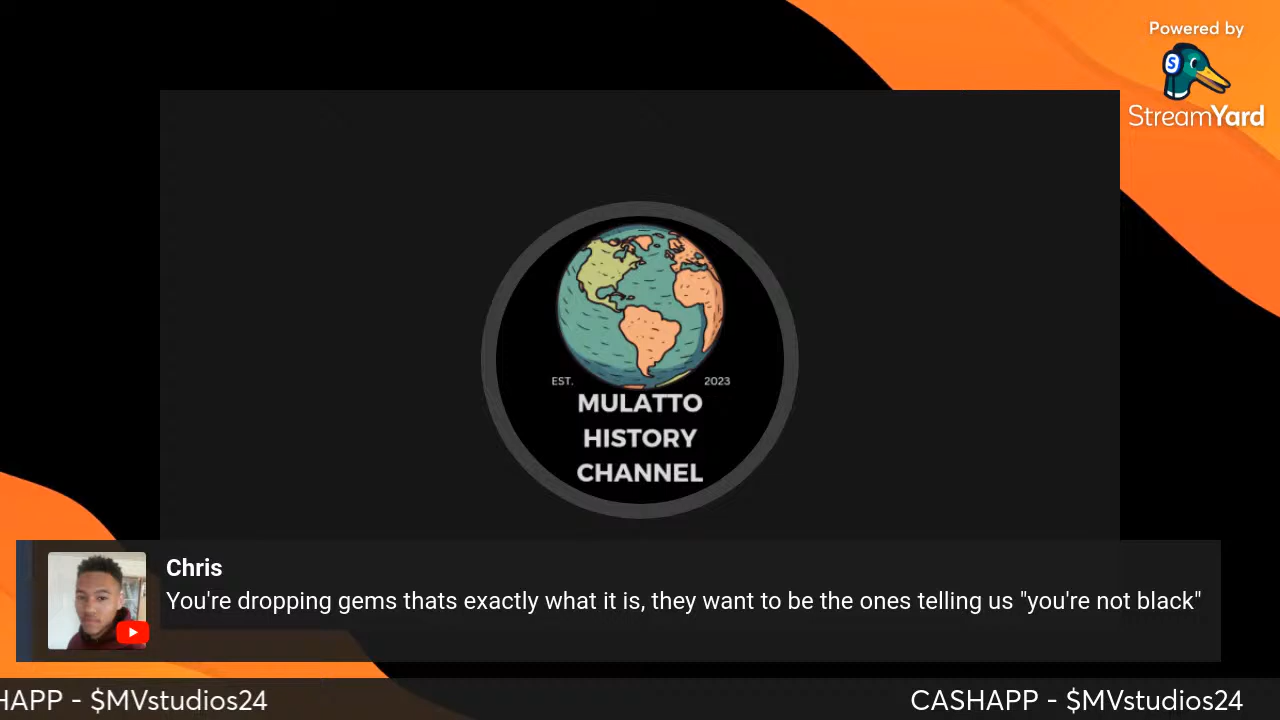 Powered by
StreamYard
EST. 2023
MULATTO
HISTORY
CHANNEL
Chris
You're dropping gems thats exactly what it is, they want to be the ones telling us "you're not black"
HAPP - $MVstudios24 CASHAPP - $MVstudios24